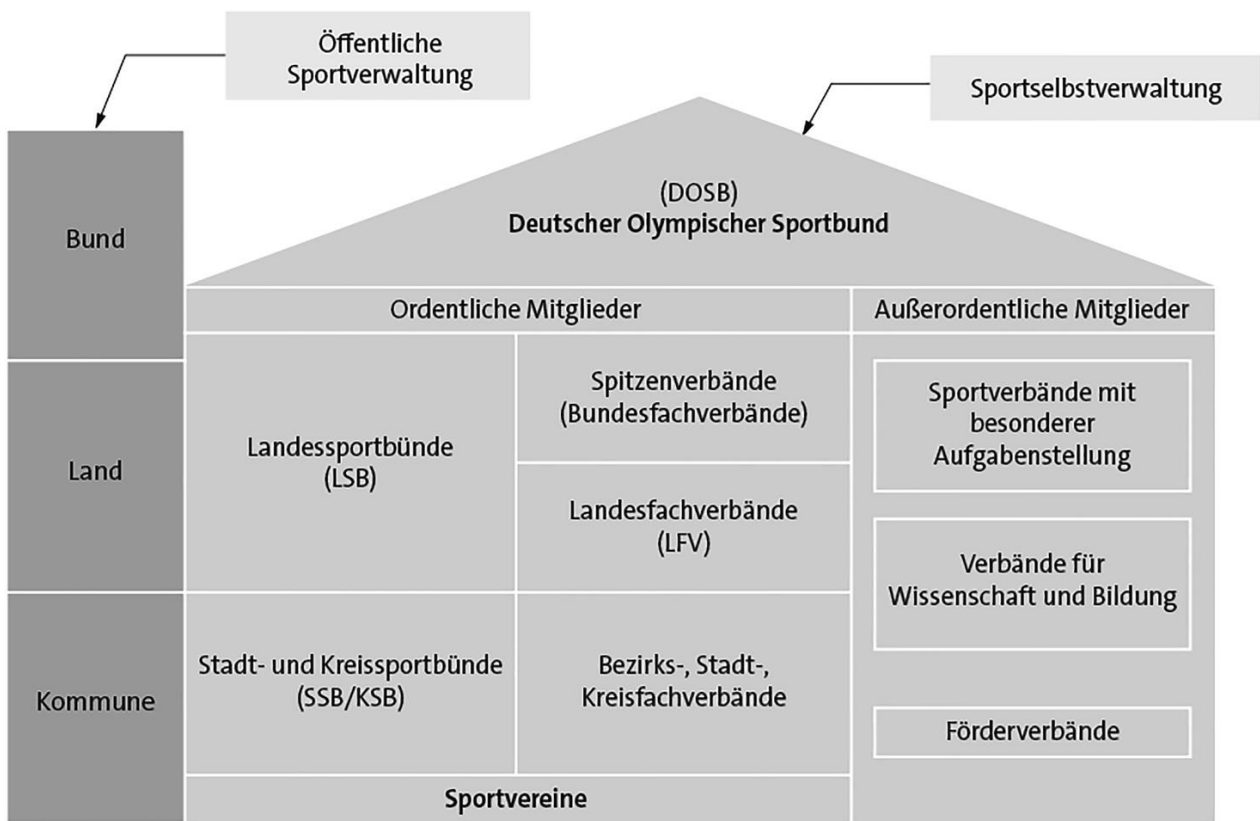 Öffentliche
Sportverwaltung
Sportselbstverwaltung
(DOSB)
Deutscher Olympischer Sportbund
Bund
Land
Kommune
Ordentliche Mitglieder
Außerordentliche Mitglieder
Landessportbünde
(LSB)
Spitzenverbände
(Bundesfachverbände)
Landesfachverbände
(LFV)
Stadt- und Kreissportbünde
(SSB/KSB)
Bezirks-, Stadt-,
Kreisfachverbände
Sportvereine
Sportverbände mit
besonderer
Aufgabenstellung
Verbände für
Wissenschaft und Bildung
Förderverbände